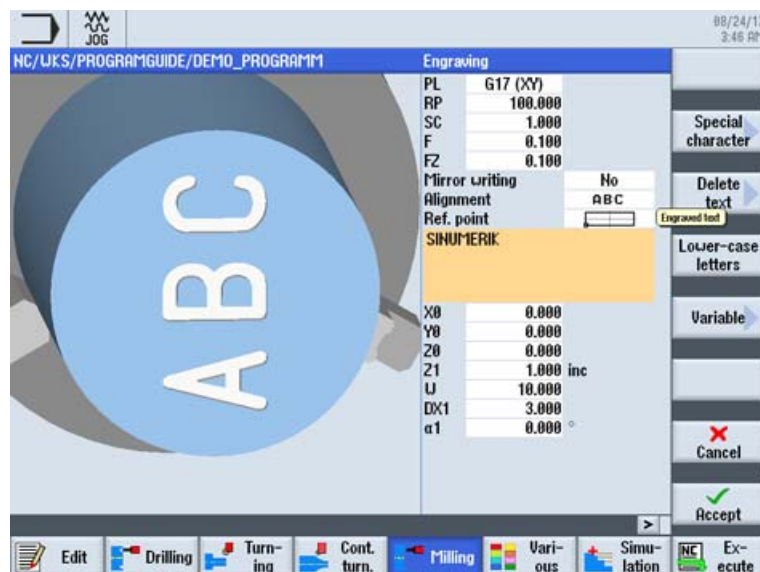 08/24/1
3:46 AM
JOG
NC/WKS/PROGRAMGUIDE/DEMO_PROGRAMM
Engraving
PL G17 (XY)
RP 100.000
SC 1.000
F 0.100
FZ 0.100
Mirror writing No
Alignment ABC
Ref. point
Engraved text
SINUMERIK
X0 0.000
Y0 0.000
Z0 0.000
Z1 1.000 inc
W 10.000
DX1 3.000
α1 0.000 °
ABC
Special
character
Delete
text
Lower-case
letters
Variable
Cancel
Accept
Edit
Drilling
Turn-
ing
Cont.
turn.
Milling
Vari-
ous
Simu-
lation
NC
Ex-
ecute